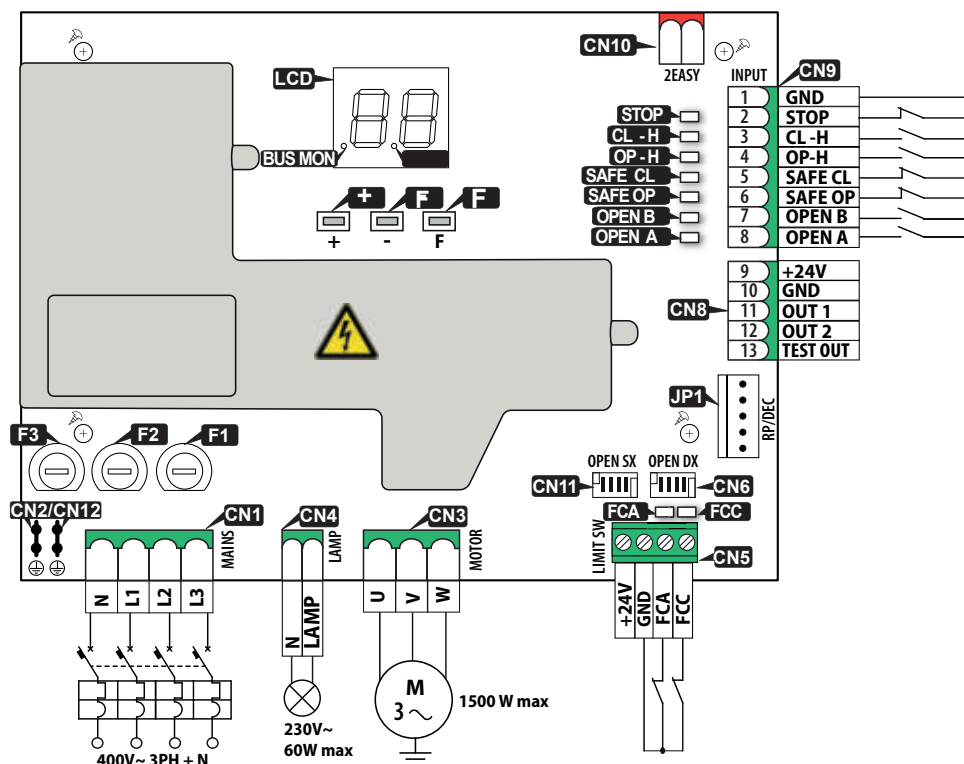 CN10
2EASY
INPUT
CN9
LCD
BUS MON
+ F F
+ - F
STOP
CL - H
OP - H
SAFE CL
SAFE OP
OPEN B
OPEN A
1 GND
2 STOP
3 CL -H
4 OP-H
5 SAFE CL
6 SAFE OP
7 OPEN B
8 OPEN A
CN8
9 +24V
10 GND
11 OUT 1
12 OUT 2
13 TEST OUT
JP1
RP/DEC
F3 F2 F1
OPEN SX OPEN DX
CN11 CN6
FCA FCC
CN2/CN12
CN1
MAINS
CN4
LAMP
CN3
MOTOR
LIMIT SW
CN5
N L1 L2 L3
N LAMP
U V W
+24V GND FCA FCC
M
3 ~
1500 W max
230V~
60W max
400V~ 3PH + N